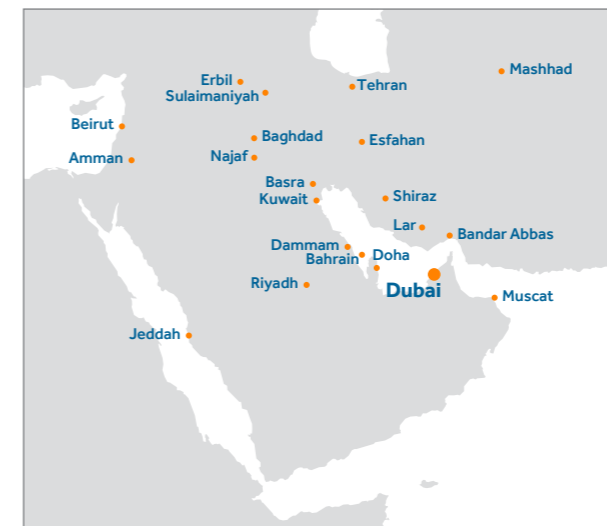 Mashhad
Erbil
Tehran
Sulaimaniyah
Beirut
Baghdad
Esfahan
Amman
Najaf
Basra
Kuwait
Shiraz
Lar
Bandar Abbas
Dammam
Bahrain
Doha
Riyadh
Dubai
Muscat
Jeddah